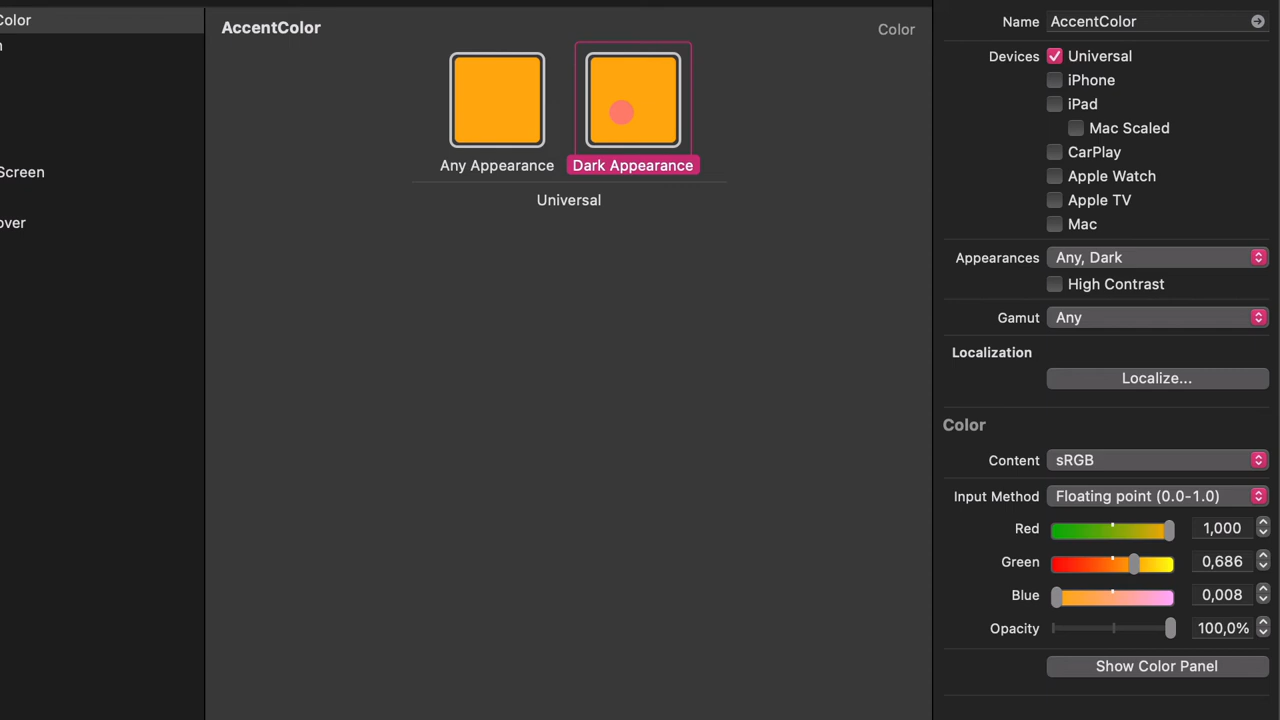 Color
Screen
over
AccentColor
Color
Any Appearance
Dark Appearance
Universal
Name AccentColor
Devices Universal
iPhone
iPad
Mac Scaled
CarPlay
Apple Watch
Apple TV
Mac
Appearances Any, Dark
High Contrast
Gamut Any
Localization
Localize...
Color
Content sRGB
Input Method Floating point (0.0-1.0)
Red 1,000
Green 0,686
Blue 0,008
Opacity 100,0%
Show Color Panel